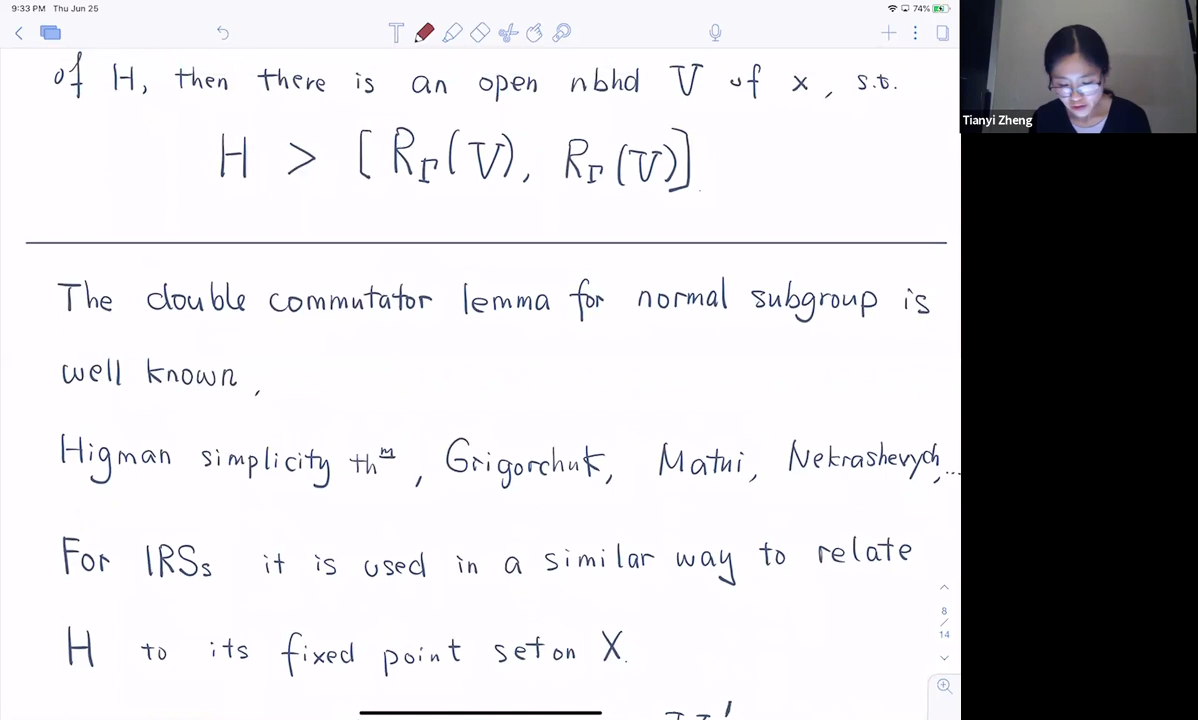 9:33 PM Thu Jun 25
74%
of H, then there is an open nbhd V of x, s.t.
H > [R_Γ(V), R_Γ(V)]
The double commutator lemma for normal subgroup is
well known,
Higman simplicity th^m, Grigorchuk, Matui, Nekrashevych, ...
For IRSs it is used in a similar way to relate
H to its fixed point set on X.
8
/
14
Tianyi Zheng